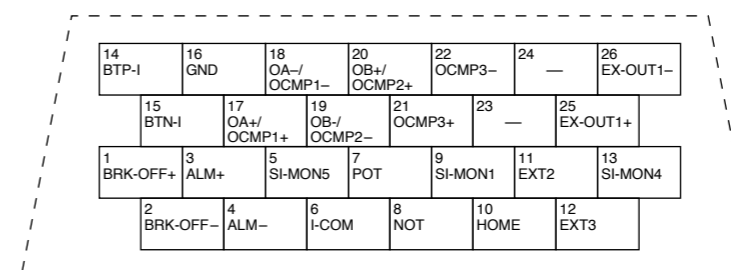 14 16 18 20 22 24 26
BTP-I GND OA–/ OB+/ OCMP3– — EX-OUT1–
OCMP1– OCMP2+
15 17 19 21 23 25
BTN-I OA+/ OB-/ OCMP3+ — EX-OUT1+
OCMP1+ OCMP2–
1 3 5 7 9 11 13
BRK-OFF+ ALM+ SI-MON5 POT SI-MON1 EXT2 SI-MON4
2 4 6 8 10 12
BRK-OFF– ALM– I-COM NOT HOME EXT3